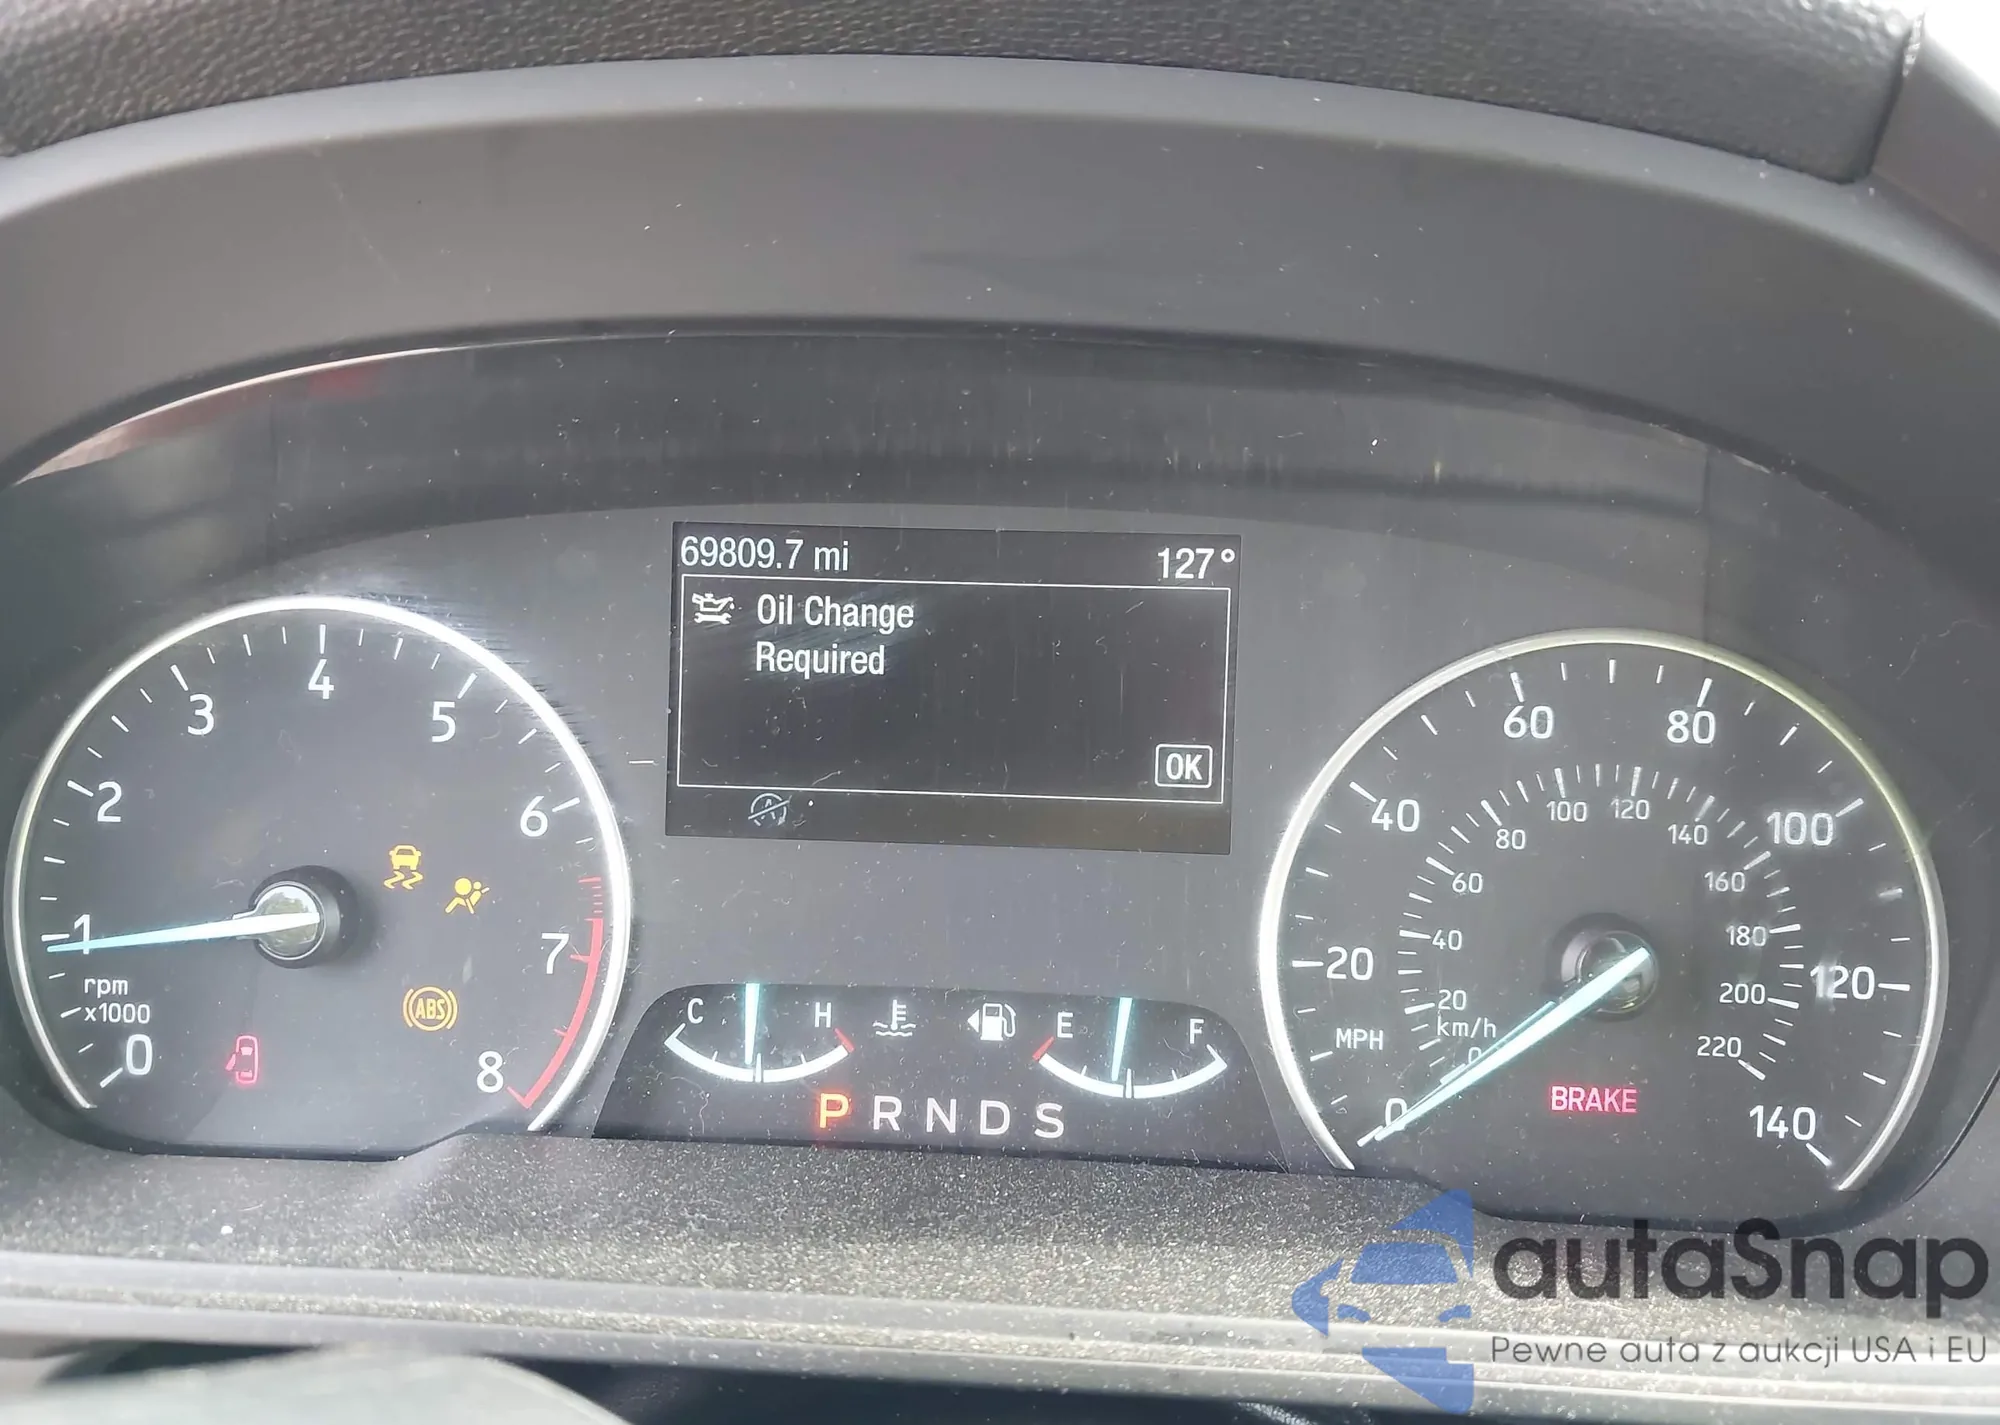 69809.7 mi 127°
Oil Change
Required
OK
A
0 1 2 3 4 5 6 7 8
rpm
x1000
ABS
C H E F
P R N D S
0 20 40 60 80 100 120 140
MPH
0 20 40 60 80 100 120 140 160 180 200 220
km/h
BRAKE
autaSnap
Pewne auta z aukcji USA i EU